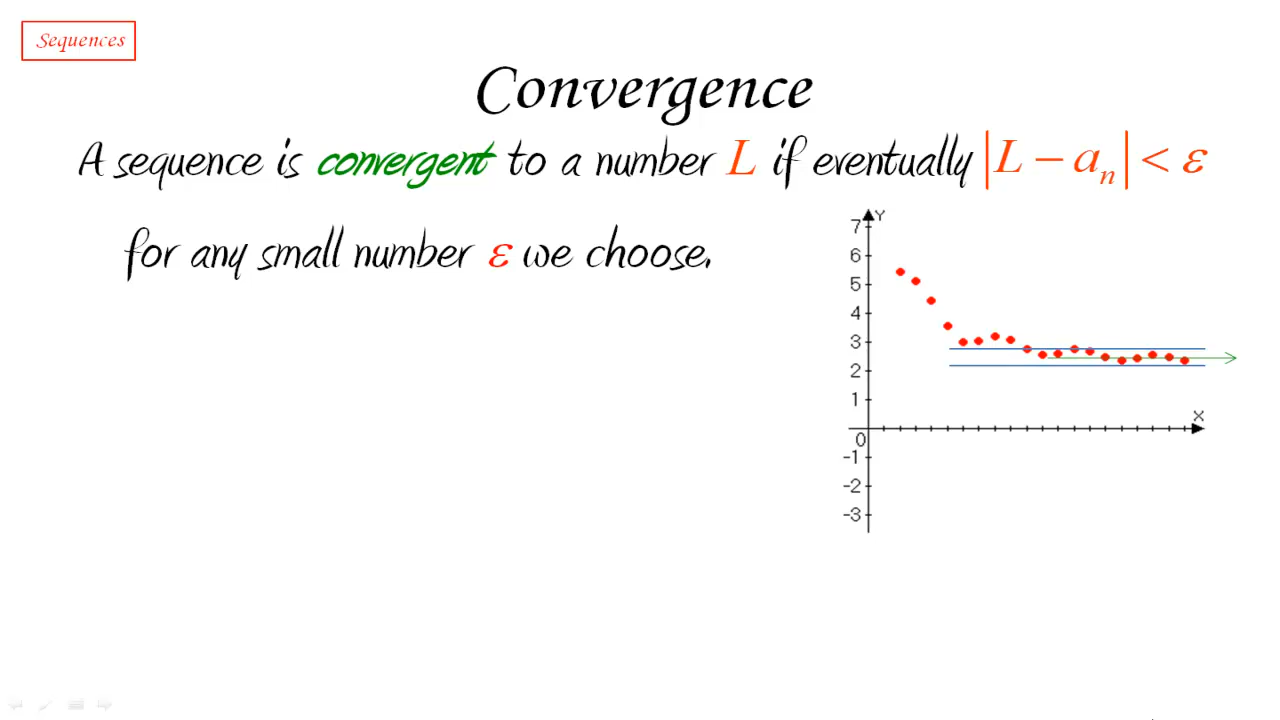 Sequences
Convergence
A sequence is convergent to a number L if eventually |L − aₙ| < ε
for any small number ε we choose.
Y
7
6
5
4
3
2
1
X
0
-1
-2
-3